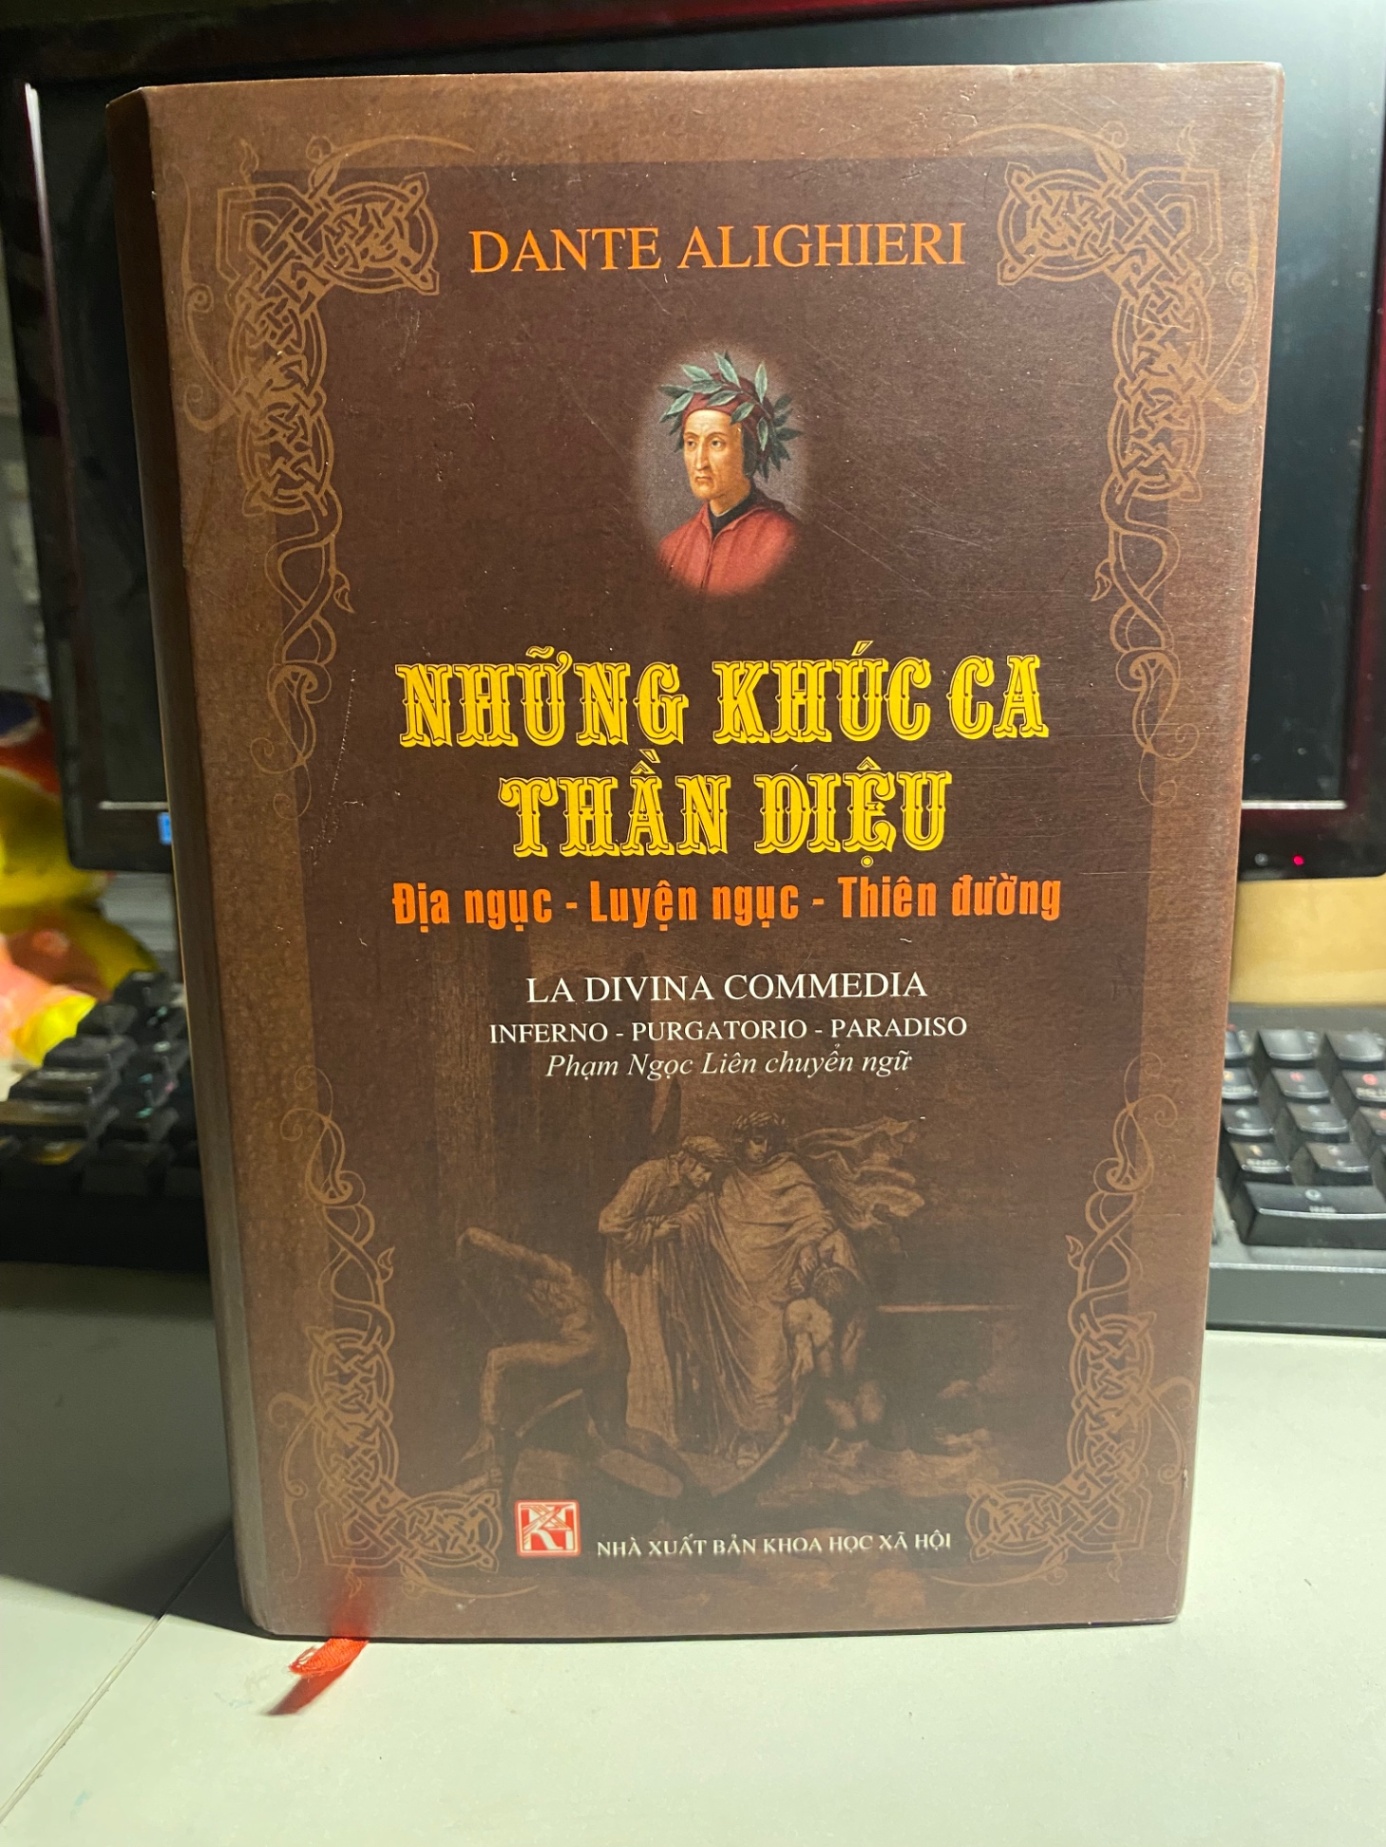 DANTE ALIGHIERI
NHỮNG KHÚC CA
THẦN DIỆU
Địa ngục - Luyện ngục - Thiên đường
LA DIVINA COMMEDIA
INFERNO - PURGATORIO - PARADISO
Phạm Ngọc Liên chuyển ngữ
NHÀ XUẤT BẢN KHOA HỌC XÃ HỘI